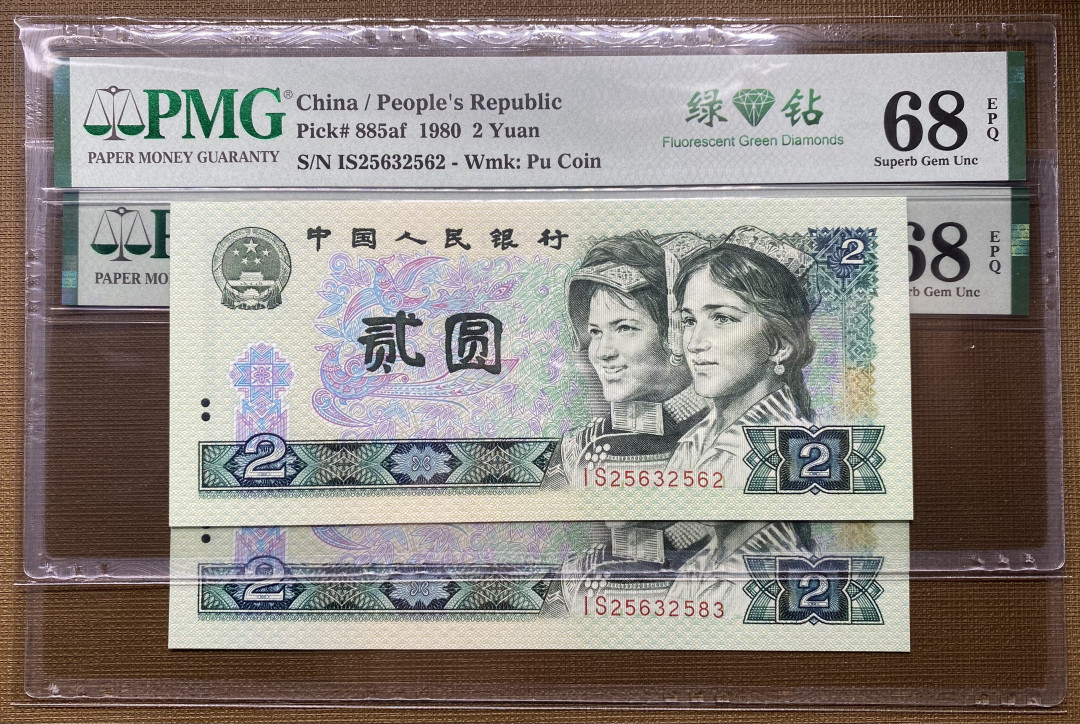 PMG®
PAPER MONEY GUARANTY
China / People's Republic
Pick# 885af 1980 2 Yuan
S/N IS25632562 - Wmk: Pu Coin
绿 钻
Fluorescent Green Diamonds
68
EPQ
Superb Gem Unc
PAPER MO
68
EPQ
rb Gem Unc
中国人民银行
2
贰圆
2
IS25632562
2
2
IS25632583
2